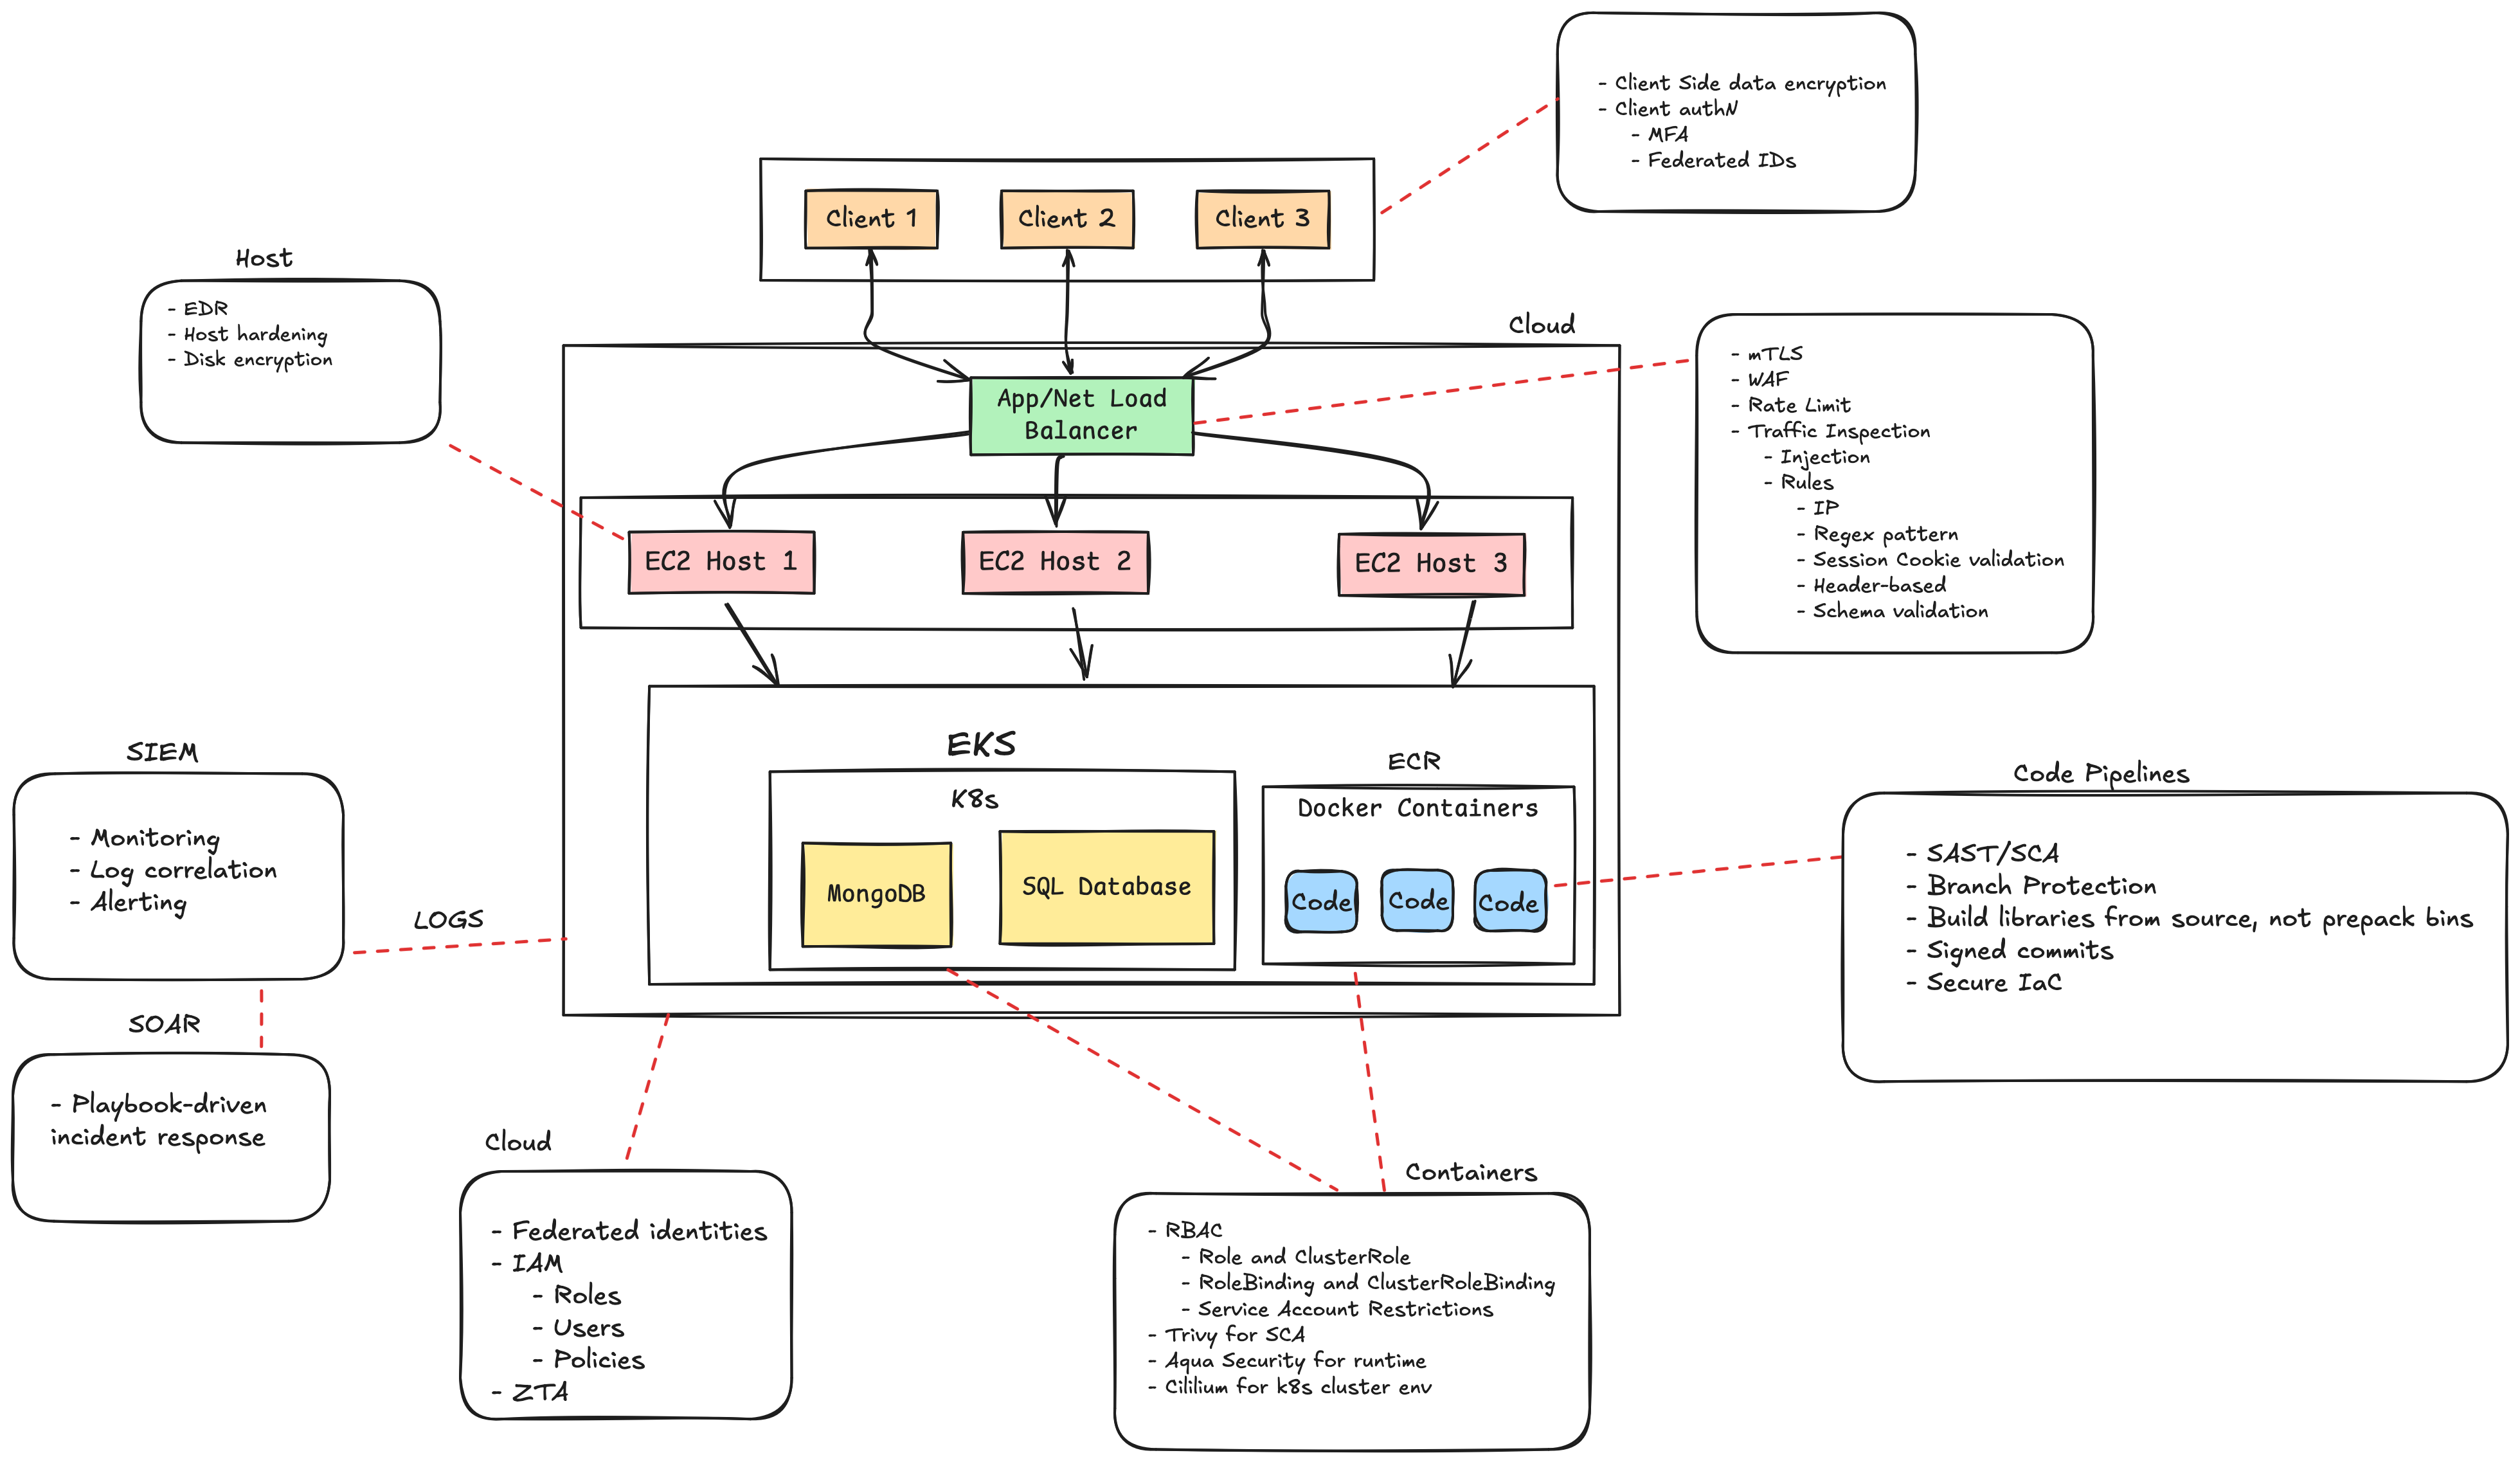 - Client Side data encryption
- Client authN
- MFA
- Federated IDs
Client 1
Client 2
Client 3
Host
- EDR
- Host hardening
- Disk encryption
Cloud
App/Net Load
Balancer
- mTLS
- WAF
- Rate Limit
- Traffic Inspection
- Injection
- Rules
- IP
- Regex pattern
- Session Cookie validation
- Header-based
- Schema validation
EC2 Host 1
EC2 Host 2
EC2 Host 3
EKS
K8s
MongoDB
SQL Database
ECR
Docker Containers
Code
Code
Code
Code Pipelines
- SAST/SCA
- Branch Protection
- Build libraries from source, not prepack bins
- Signed commits
- Secure IaC
SIEM
- Monitoring
- Log correlation
- Alerting
LOGS
SOAR
- Playbook-driven
incident response
Cloud
- Federated identities
- IAM
- Roles
- Users
- Policies
- ZTA
Containers
- RBAC
- Role and ClusterRole
- RoleBinding and ClusterRoleBinding
- Service Account Restrictions
- Trivy for SCA
- Aqua Security for runtime
- Cililium for k8s cluster env